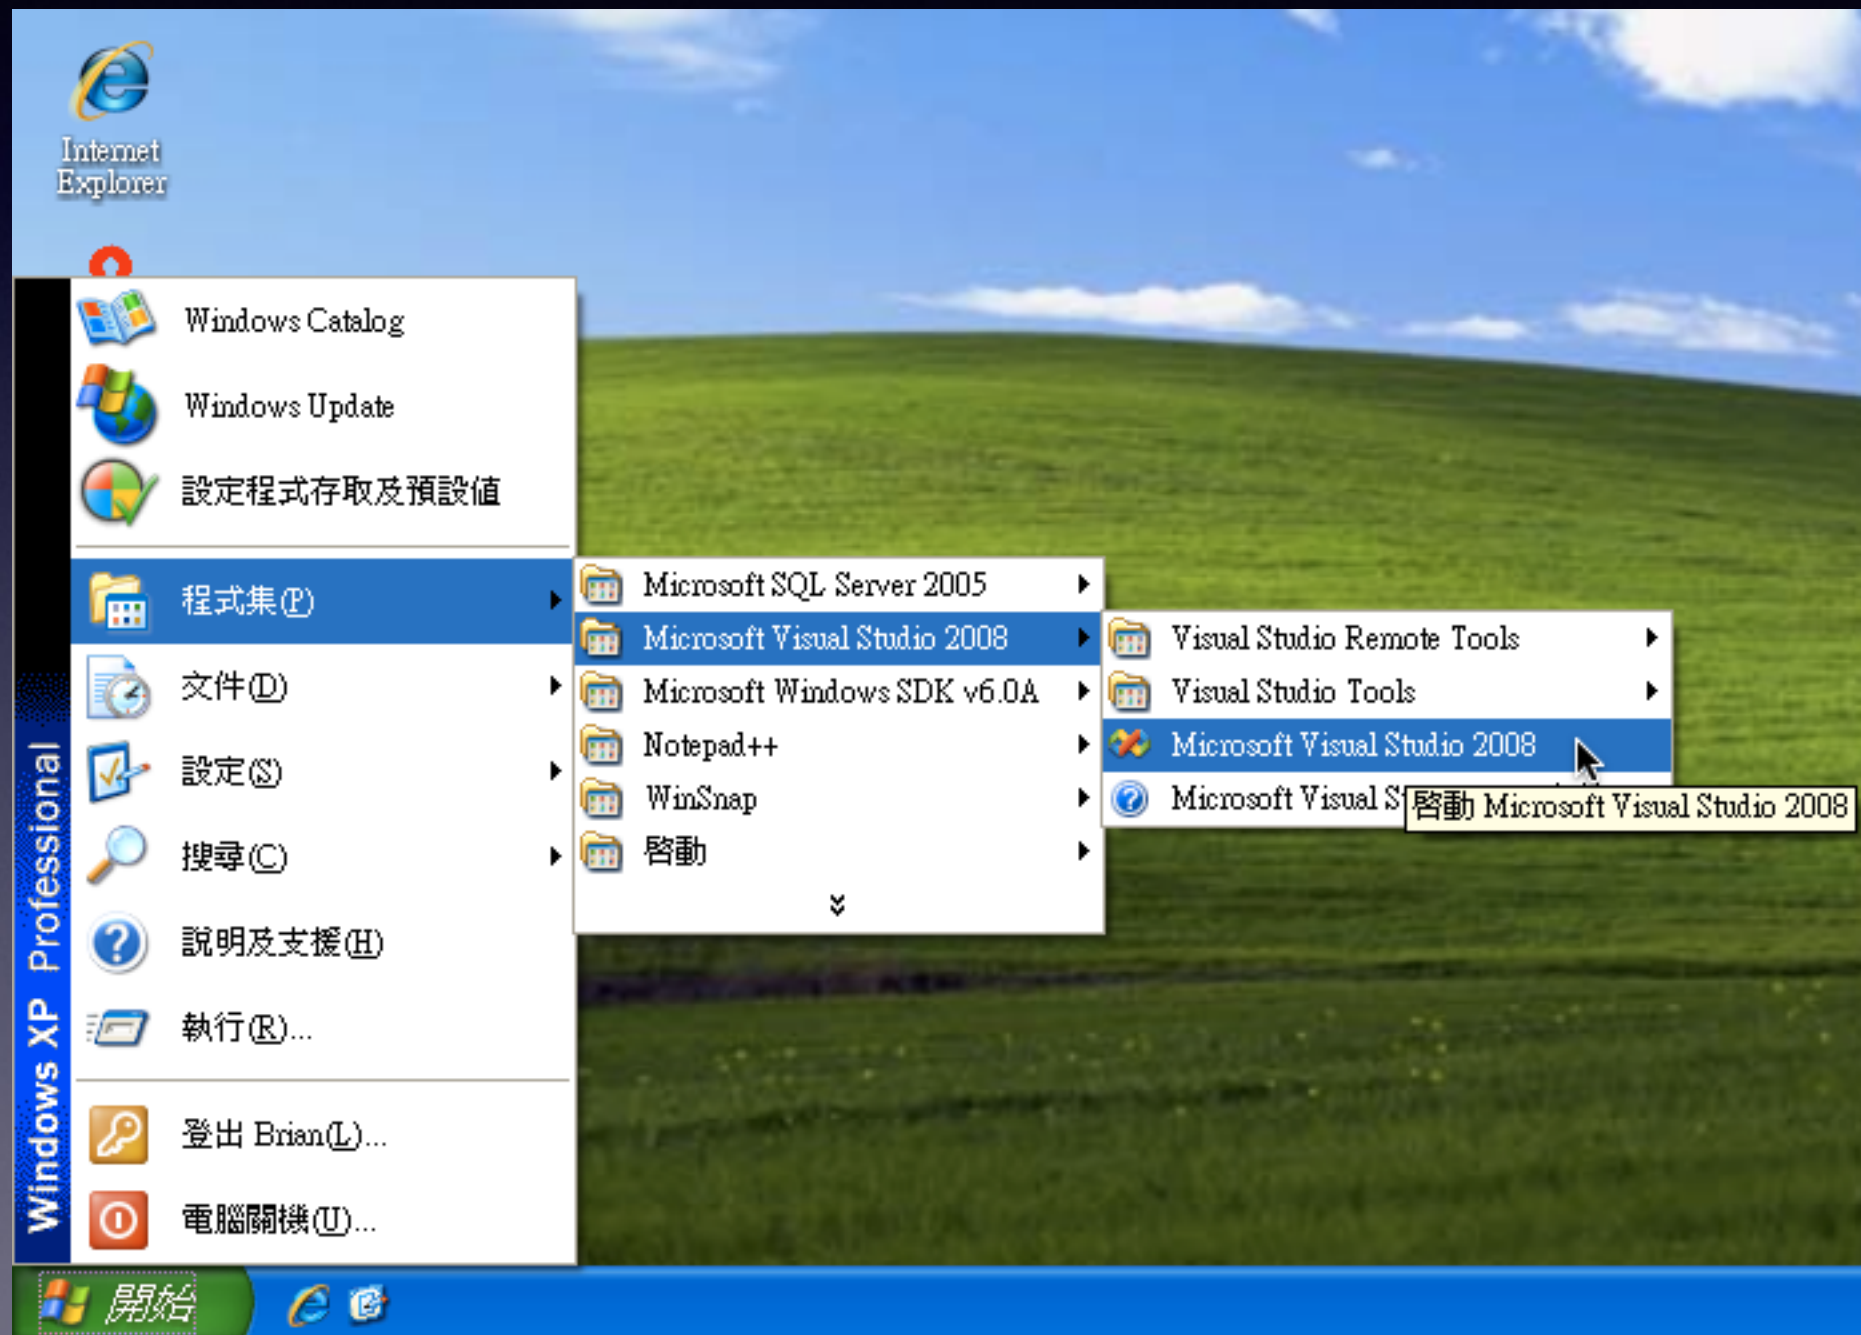 Internet
Explorer
Windows Catalog
Windows Update
設定程式存取及預設值
程式集(P)
文件(D)
設定(S)
搜尋(C)
說明及支援(H)
執行(R)...
登出 Brian(L)...
電腦關機(U)...
Windows XP Professional
Microsoft SQL Server 2005
Microsoft Visual Studio 2008
Microsoft Windows SDK v6.0A
Notepad++
WinSnap
啓動
Visual Studio Remote Tools
Visual Studio Tools
Microsoft Visual Studio 2008
Microsoft Visual S
啓動 Microsoft Visual Studio 2008
開始